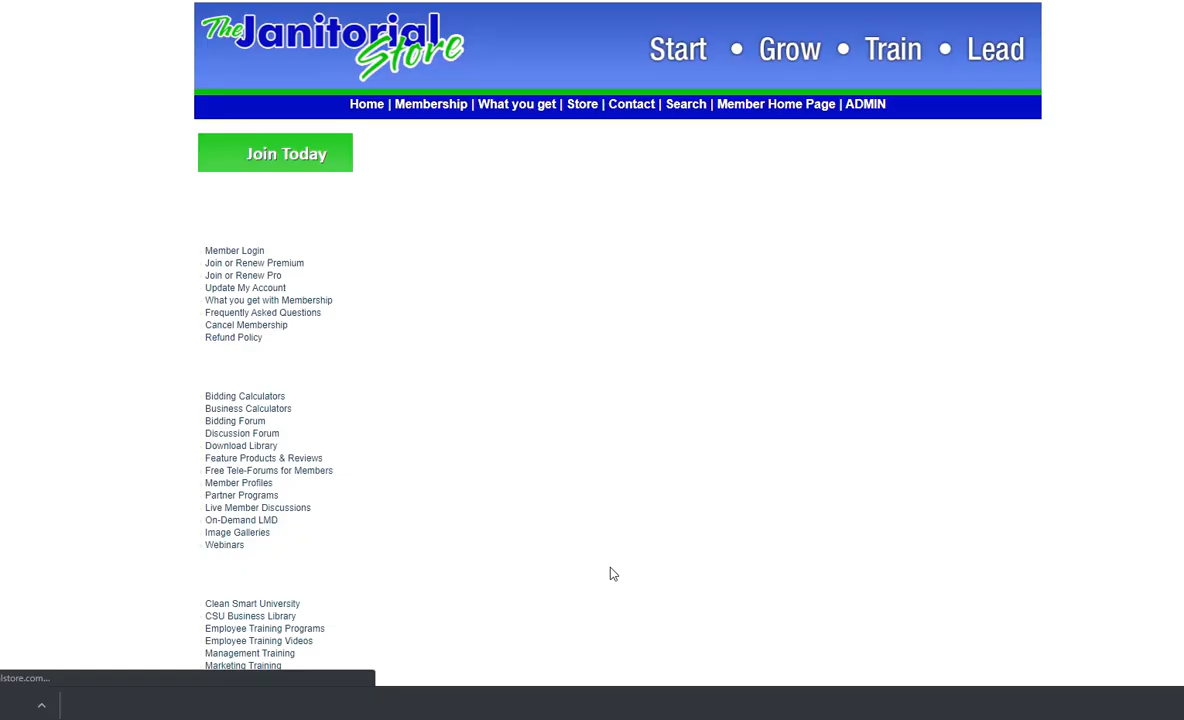 The Janitorial Store
Start • Grow • Train • Lead
Home | Membership | What you get | Store | Contact | Search | Member Home Page | ADMIN
Join Today
Member Login
Join or Renew Premium
Join or Renew Pro
Update My Account
What you get with Membership
Frequently Asked Questions
Cancel Membership
Refund Policy
Bidding Calculators
Business Calculators
Bidding Forum
Discussion Forum
Download Library
Feature Products & Reviews
Free Tele-Forums for Members
Member Profiles
Partner Programs
Live Member Discussions
On-Demand LMD
Image Galleries
Webinars
Clean Smart University
CSU Business Library
Employee Training Programs
Employee Training Videos
Management Training
Marketing Training
lstore.com...